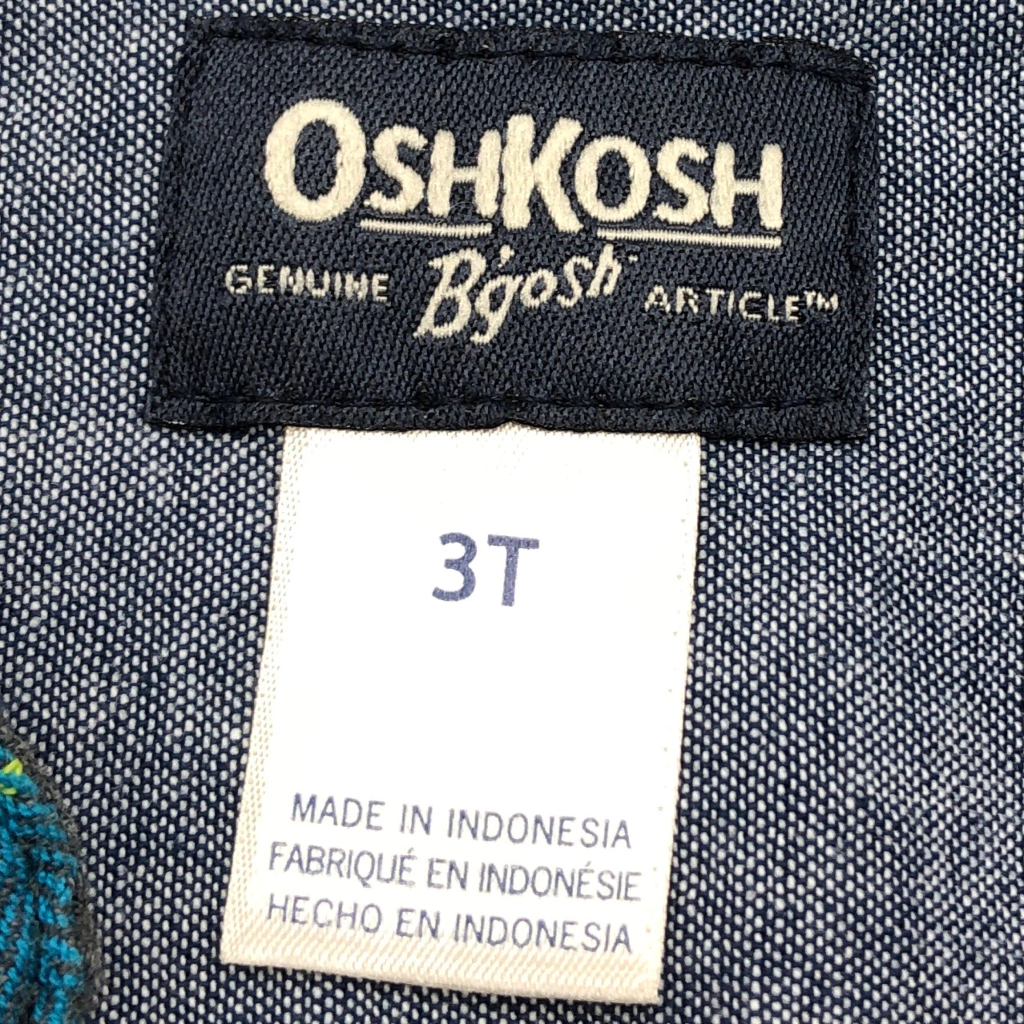 OSHKOSH
GENUINE B'gosh ARTICLE™
3T
MADE IN INDONESIA
FABRIQUÉ EN INDONÉSIE
HECHO EN INDONESIA